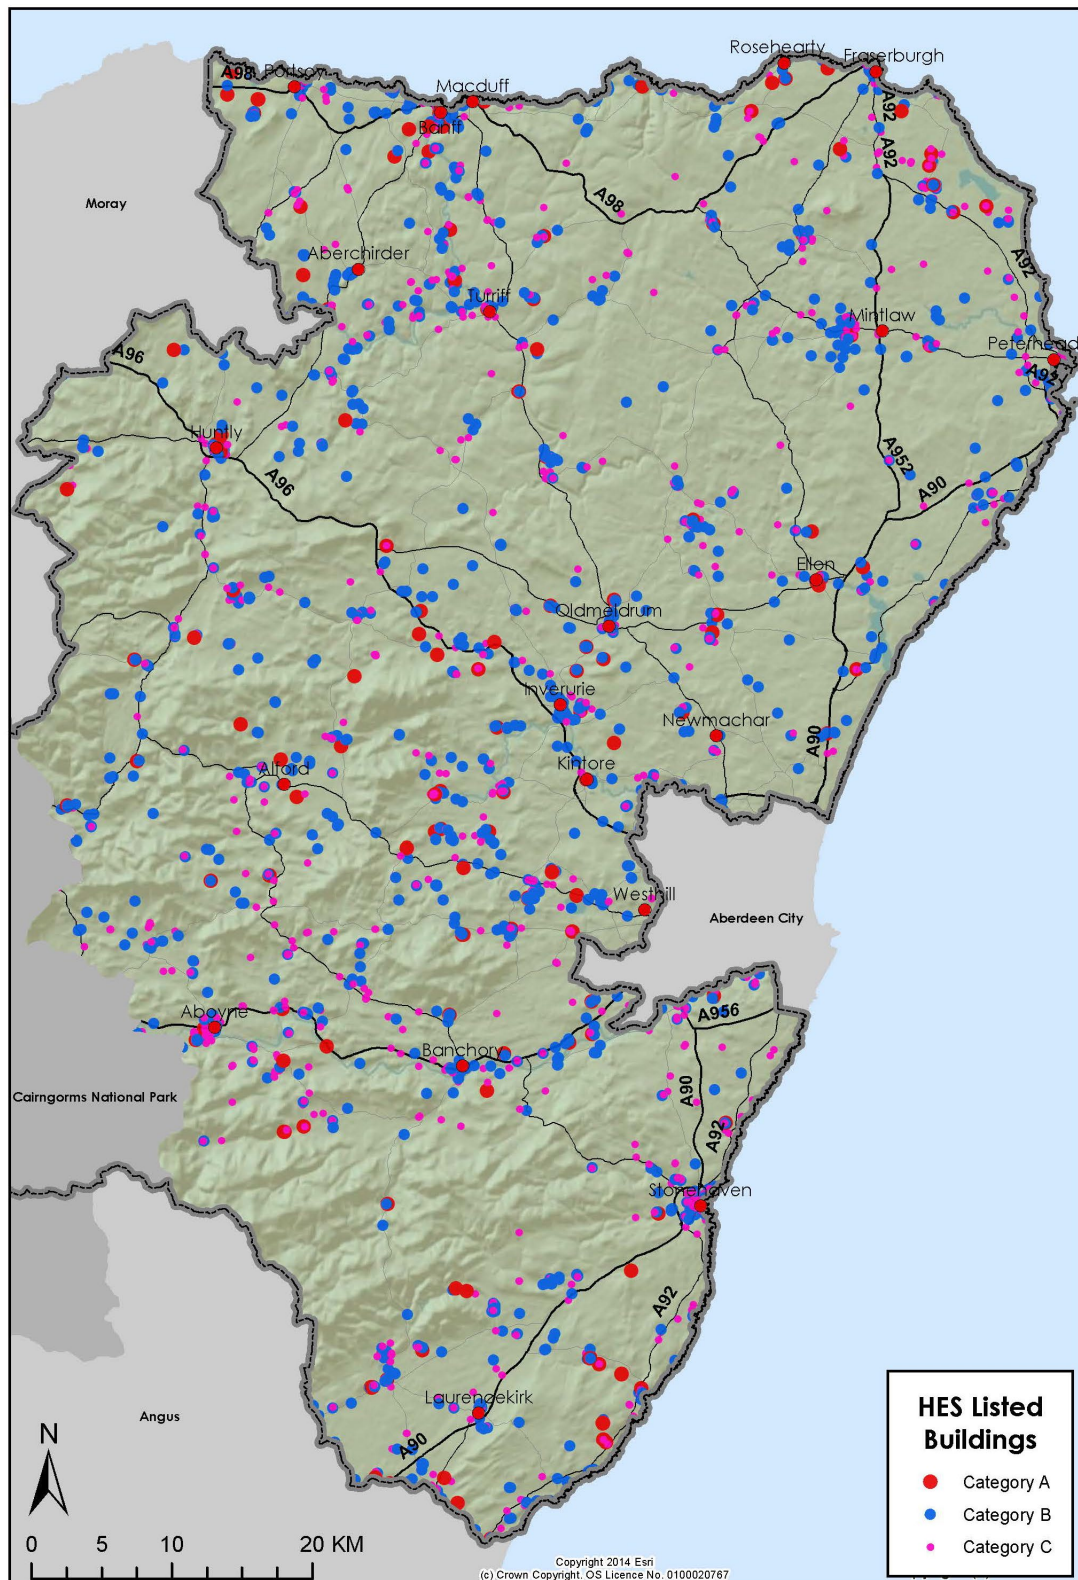 Rosehearty
Fraserburgh
A98
Portsoy
Macduff
Banff
A92
A92
Moray
A98
Aberchirder
A92
Turriff
Mintlaw
Peterhead
A92
A96
Huntly
A96
A952
A90
Ellon
Oldmeldrum
Inverurie
Newmachar
A90
Kintore
Alford
Westhill
Aberdeen City
Aboyne
A956
Banchory
A90
Cairngorms National Park
A92
Stonehaven
A92
Laurencekirk
Angus
A90
N
0 5 10 20 KM
HES Listed
Buildings
Category A
Category B
Category C
Copyright 2014 Esri
(c) Crown Copyright. OS Licence No. 0100020767